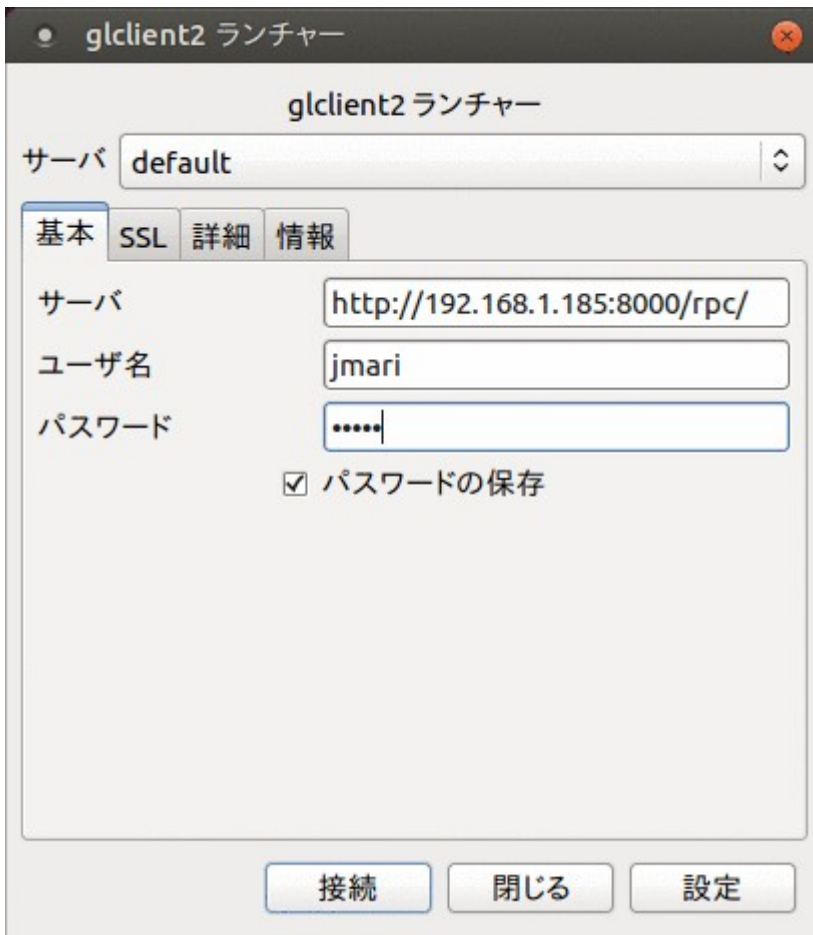 glclient2 ランチャー
glclient2 ランチャー
サーバ default
基本 SSL 詳細 情報
サーバ http://192.168.1.185:8000/rpc/
ユーザ名 jmari
パスワード •••••
パスワードの保存
接続 閉じる 設定